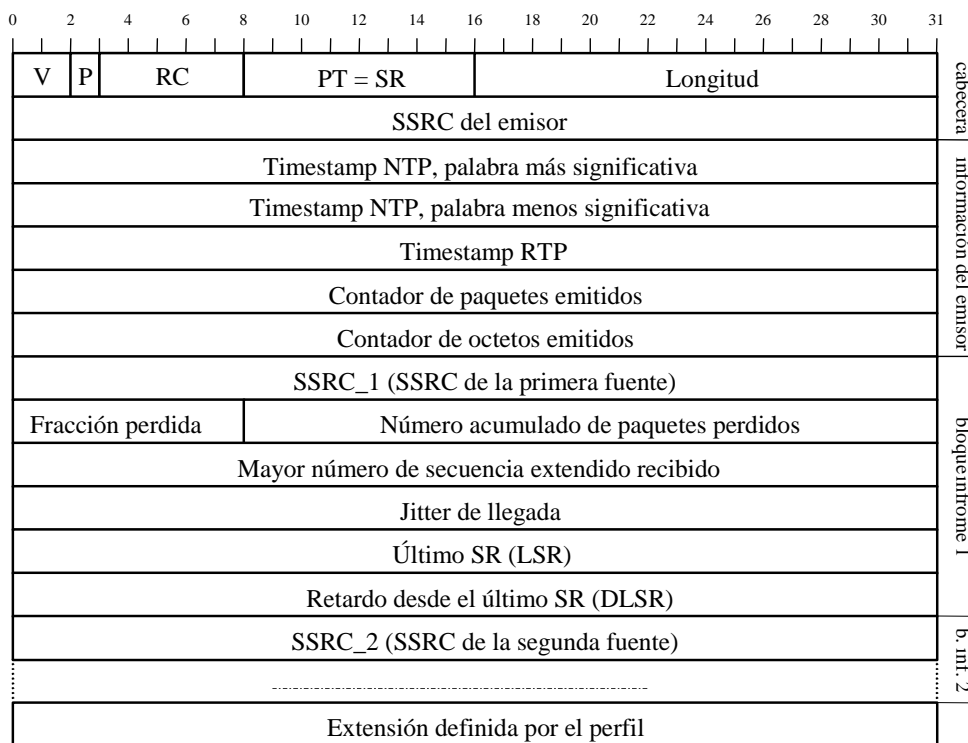 0 2 4 6 8 10 12 14 16 18 20 22 24 26 28 30 31
V P RC PT = SR Longitud
cabecera
SSRC del emisor
Timestamp NTP, palabra más significativa
información del emisor
Timestamp NTP, palabra menos significativa
Timestamp RTP
Contador de paquetes emitidos
Contador de octetos emitidos
SSRC_1 (SSRC de la primera fuente)
bloque infrome 1
Fracción perdida Número acumulado de paquetes perdidos
Mayor número de secuencia extendido recibido
Jitter de llegada
Último SR (LSR)
Retardo desde el último SR (DLSR)
SSRC_2 (SSRC de la segunda fuente)
b. inf. 2
Extensión definida por el perfil